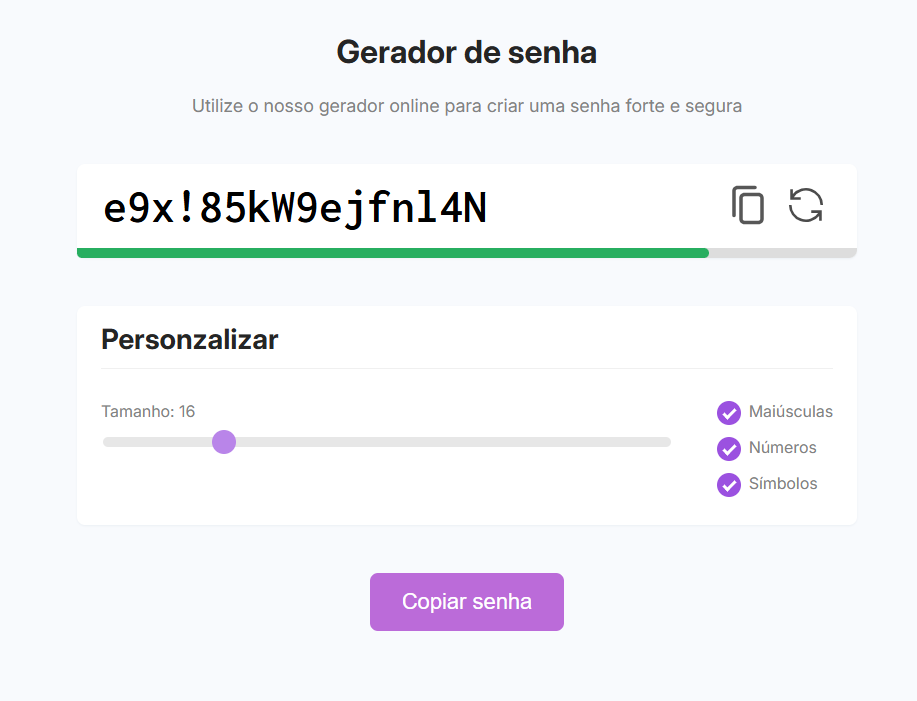 Gerador de senha
Utilize o nosso gerador online para criar uma senha forte e segura
e9x!85kW9ejfnl4N
Personzalizar
Tamanho: 16
Maiúsculas
Números
Símbolos
Copiar senha